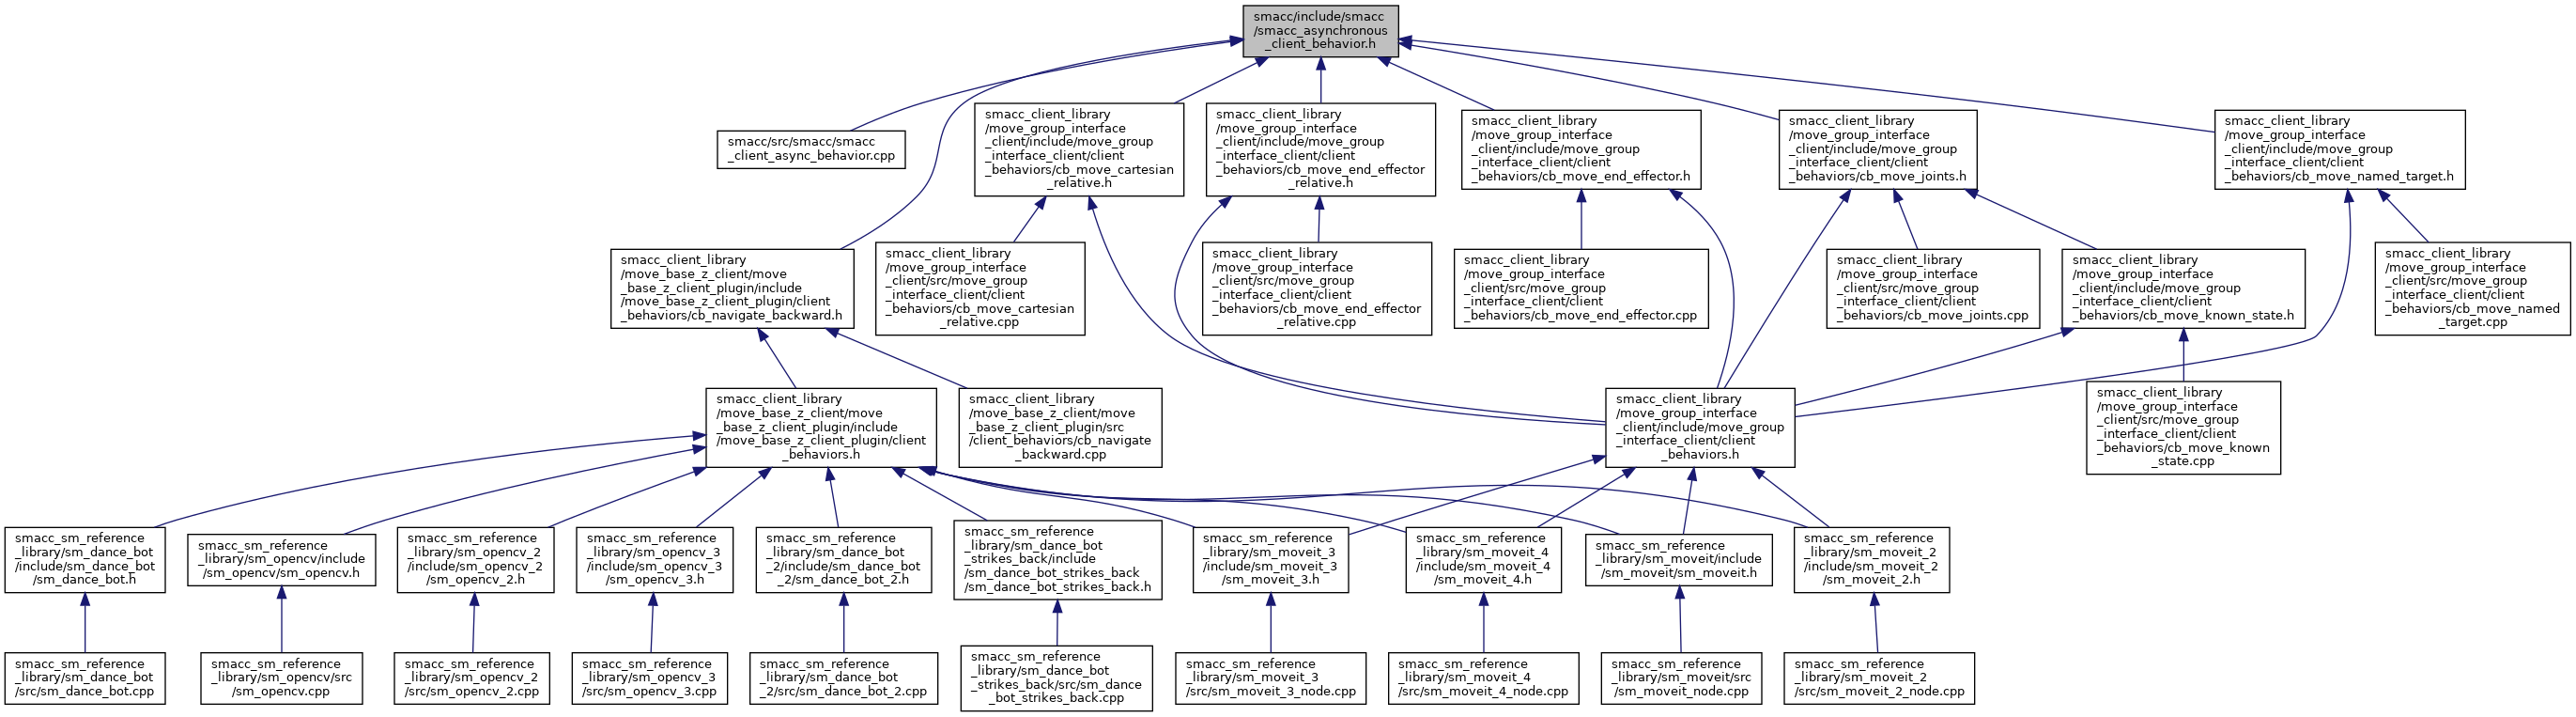 smacc/include/smacc
/smacc_asynchronous
_client_behavior.h
smacc/src/smacc/smacc
_client_async_behavior.cpp
smacc_client_library
/move_group_interface
_client/include/move_group
_interface_client/client
_behaviors/cb_move_cartesian
_relative.h
smacc_client_library
/move_group_interface
_client/include/move_group
_interface_client/client
_behaviors/cb_move_end_effector
_relative.h
smacc_client_library
/move_group_interface
_client/include/move_group
_interface_client/client
_behaviors/cb_move_end_effector.h
smacc_client_library
/move_group_interface
_client/include/move_group
_interface_client/client
_behaviors/cb_move_joints.h
smacc_client_library
/move_group_interface
_client/include/move_group
_interface_client/client
_behaviors/cb_move_named_target.h
smacc_client_library
/move_base_z_client/move
_base_z_client_plugin/include
/move_base_z_client_plugin/client
_behaviors/cb_navigate_backward.h
smacc_client_library
/move_group_interface
_client/src/move_group
_interface_client/client
_behaviors/cb_move_cartesian
_relative.cpp
smacc_client_library
/move_group_interface
_client/src/move_group
_interface_client/client
_behaviors/cb_move_end_effector
_relative.cpp
smacc_client_library
/move_group_interface
_client/src/move_group
_interface_client/client
_behaviors/cb_move_end_effector.cpp
smacc_client_library
/move_group_interface
_client/src/move_group
_interface_client/client
_behaviors/cb_move_joints.cpp
smacc_client_library
/move_group_interface
_client/include/move_group
_interface_client/client
_behaviors/cb_move_known_state.h
smacc_client_library
/move_group_interface
_client/src/move_group
_interface_client/client
_behaviors/cb_move_named
_target.cpp
smacc_client_library
/move_base_z_client/move
_base_z_client_plugin/include
/move_base_z_client_plugin/client
_behaviors.h
smacc_client_library
/move_base_z_client/move
_base_z_client_plugin/src
/client_behaviors/cb_navigate
_backward.cpp
smacc_client_library
/move_group_interface
_client/include/move_group
_interface_client/client
_behaviors.h
smacc_client_library
/move_group_interface
_client/src/move_group
_interface_client/client
_behaviors/cb_move_known
_state.cpp
smacc_sm_reference
_library/sm_dance_bot
/include/sm_dance_bot
/sm_dance_bot.h
smacc_sm_reference
_library/sm_opencv/include
/sm_opencv/sm_opencv.h
smacc_sm_reference
_library/sm_opencv_2
/include/sm_opencv_2
/sm_opencv_2.h
smacc_sm_reference
_library/sm_opencv_3
/include/sm_opencv_3
/sm_opencv_3.h
smacc_sm_reference
_library/sm_dance_bot
_2/include/sm_dance_bot
_2/sm_dance_bot_2.h
smacc_sm_reference
_library/sm_dance_bot
_strikes_back/include
/sm_dance_bot_strikes_back
/sm_dance_bot_strikes_back.h
smacc_sm_reference
_library/sm_moveit_3
/include/sm_moveit_3
/sm_moveit_3.h
smacc_sm_reference
_library/sm_moveit_4
/include/sm_moveit_4
/sm_moveit_4.h
smacc_sm_reference
_library/sm_moveit/include
/sm_moveit/sm_moveit.h
smacc_sm_reference
_library/sm_moveit_2
/include/sm_moveit_2
/sm_moveit_2.h
smacc_sm_reference
_library/sm_dance_bot
/src/sm_dance_bot.cpp
smacc_sm_reference
_library/sm_opencv/src
/sm_opencv.cpp
smacc_sm_reference
_library/sm_opencv_2
/src/sm_opencv_2.cpp
smacc_sm_reference
_library/sm_opencv_3
/src/sm_opencv_3.cpp
smacc_sm_reference
_library/sm_dance_bot
_2/src/sm_dance_bot_2.cpp
smacc_sm_reference
_library/sm_dance_bot
_strikes_back/src/sm_dance
_bot_strikes_back.cpp
smacc_sm_reference
_library/sm_moveit_3
/src/sm_moveit_3_node.cpp
smacc_sm_reference
_library/sm_moveit_4
/src/sm_moveit_4_node.cpp
smacc_sm_reference
_library/sm_moveit/src
/sm_moveit_node.cpp
smacc_sm_reference
_library/sm_moveit_2
/src/sm_moveit_2_node.cpp